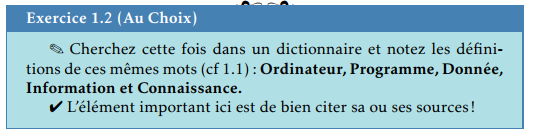 Exercice 1.2 (Au Choix)
✎ Cherchez cette fois dans un dictionnaire et notez les défini-
tions de ces mêmes mots (cf 1.1) : Ordinateur, Programme, Donnée,
Information et Connaissance.
✔ L’élément important ici est de bien citer sa ou ses sources !